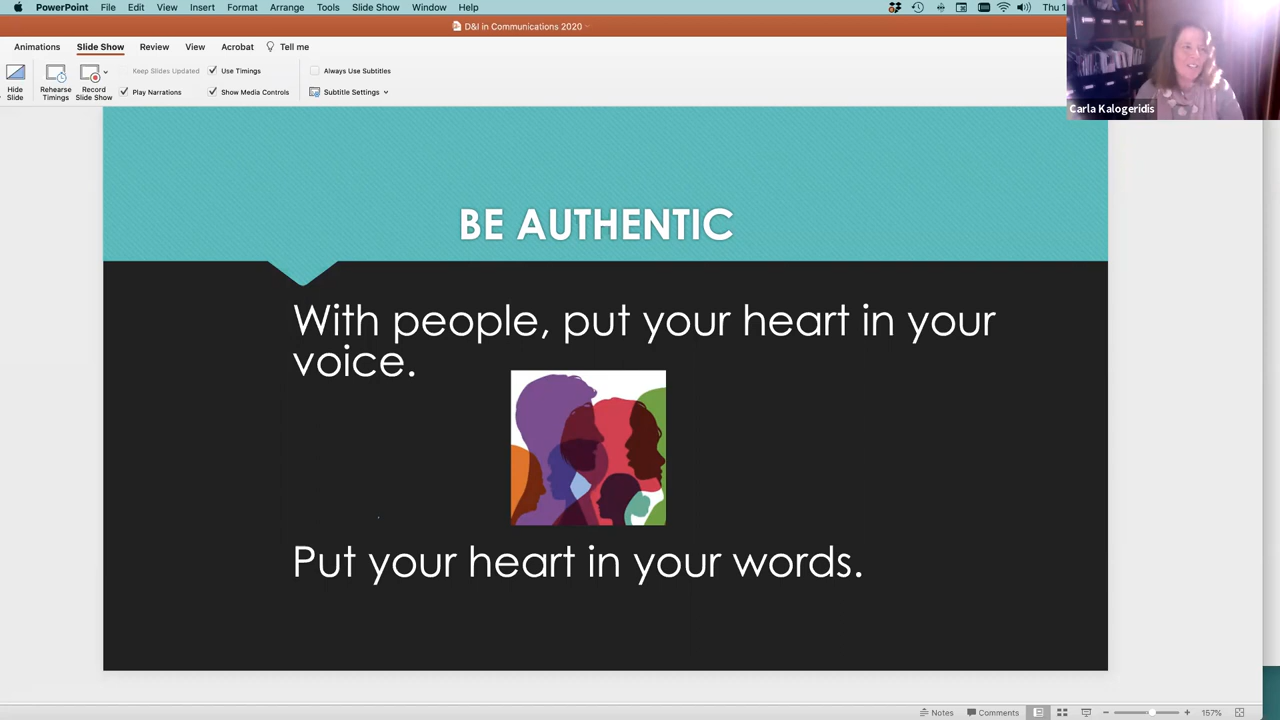 PowerPoint File Edit View Insert Format Arrange Tools Slide Show Window Help
D&I in Communications 2020
Animations Slide Show Review View Acrobat Tell me
Keep Slides Updated Use Timings Always Use Subtitles
Hide Slide Rehearse Timings Record Slide Show Play Narrations Show Media Controls Subtitle Settings
Carla Kalogeridis
BE AUTHENTIC
With people, put your heart in your
voice.
Put your heart in your words.
Notes Comments 157%